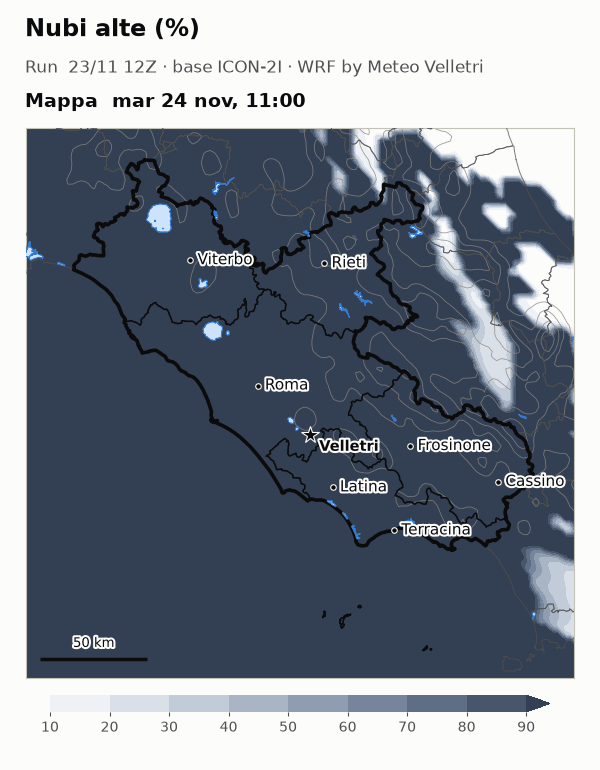 Nubi alte (%)
Run  23/11 12Z · base ICON-2I · WRF by Meteo Velletri
Mappa  mar 24 nov, 11:00
Viterbo
Rieti
Roma
Velletri
Frosinone
Latina
Cassino
Terracina
50 km
10 20 30 40 50 60 70 80 90